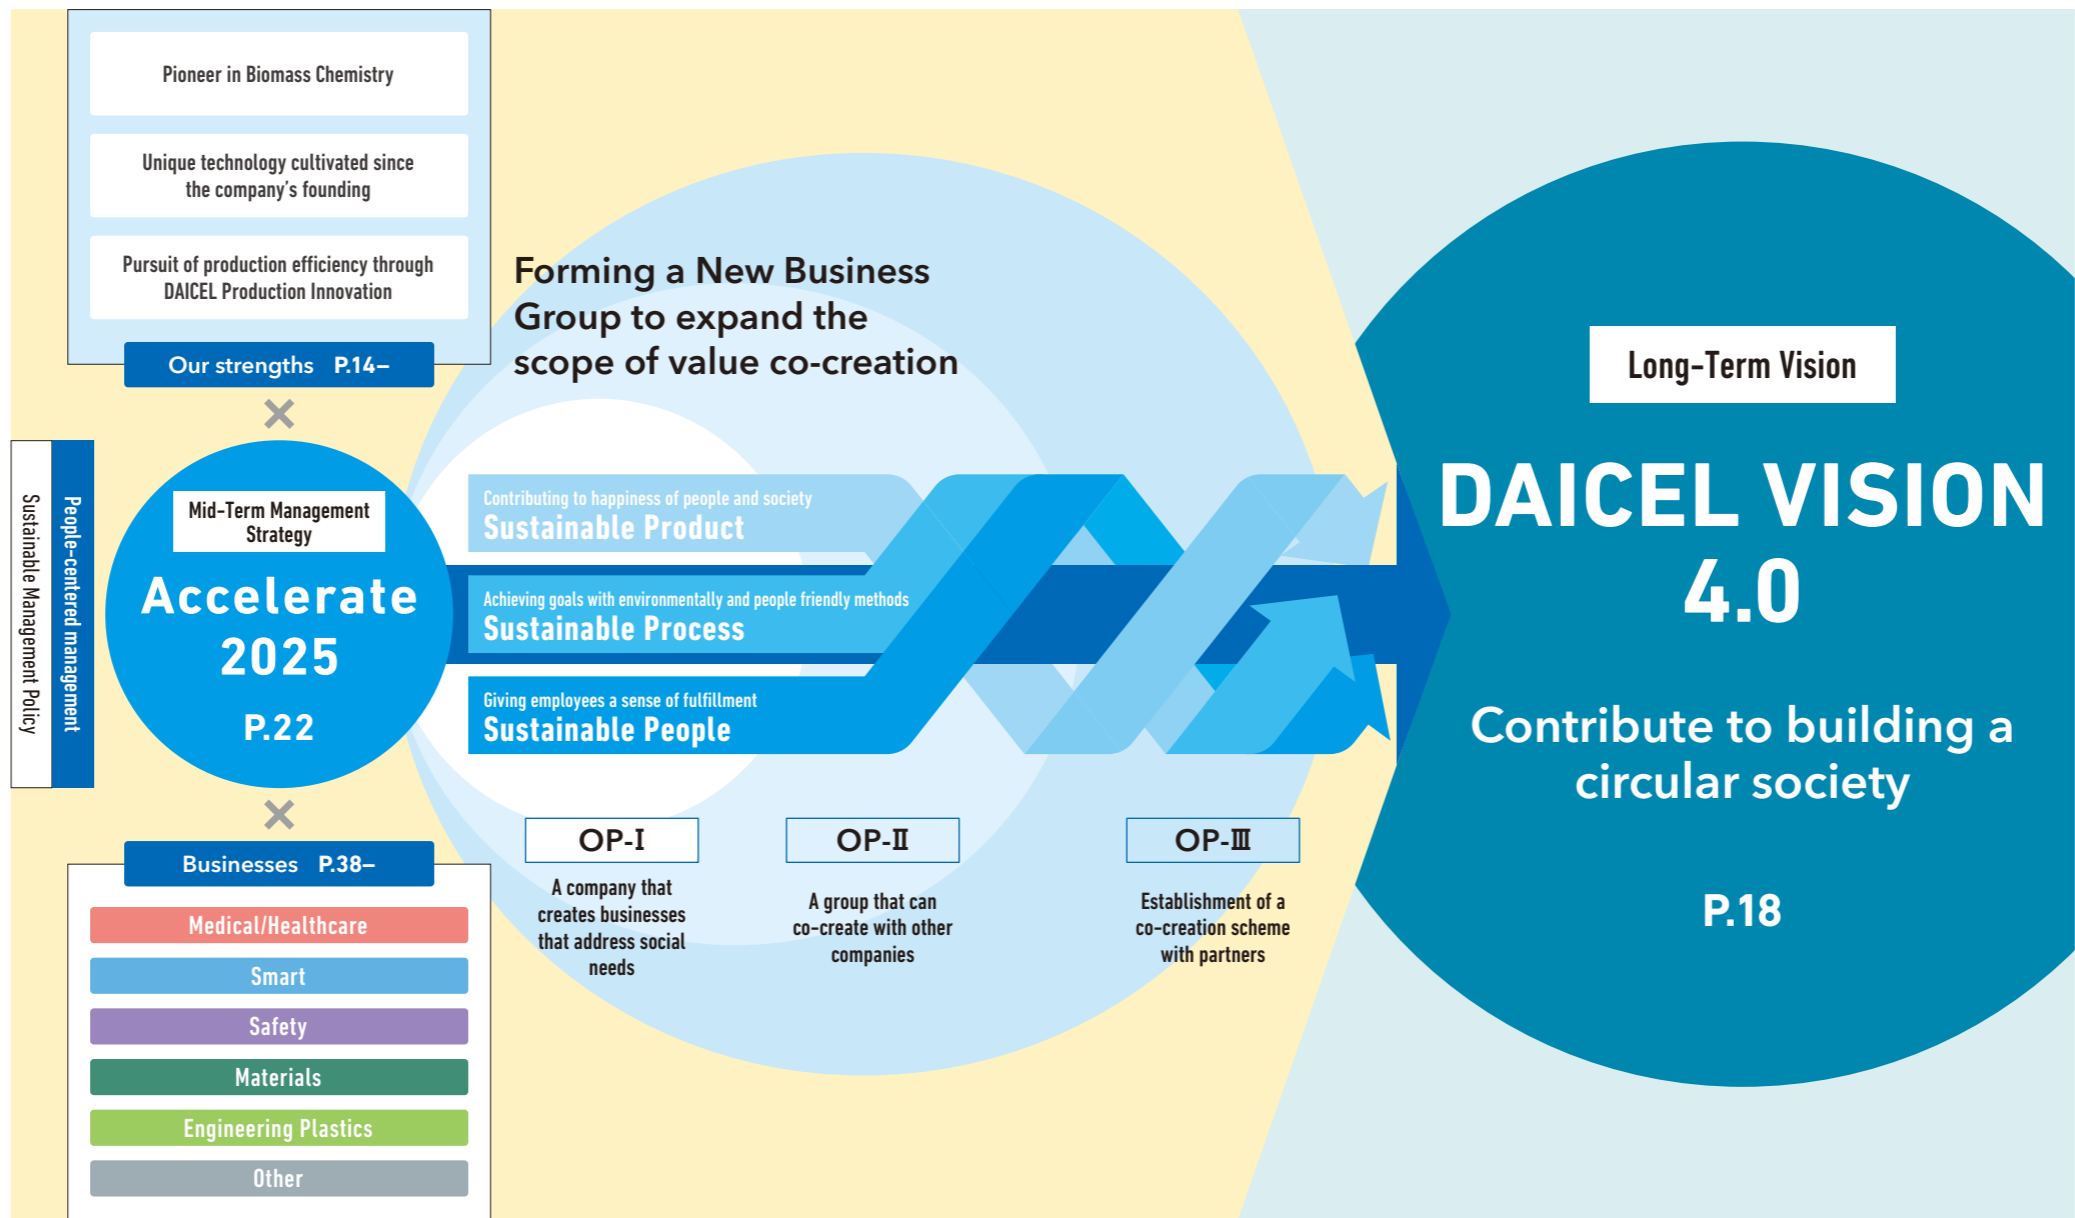 Pioneer in Biomass Chemistry
Unique technology cultivated since
the company's founding
Pursuit of production efficiency through
DAICEL Production Innovation
Our strengths P.14–
Sustainable Management Policy
People-centered management
Mid-Term Management
Strategy
Accelerate
2025
P.22
Businesses P.38–
Medical/Healthcare
Smart
Safety
Materials
Engineering Plastics
Other
Forming a New Business
Group to expand the
scope of value co-creation
Contributing to happiness of people and society
Sustainable Product
Achieving goals with environmentally and people friendly methods
Sustainable Process
Giving employees a sense of fulfillment
Sustainable People
OP-Ⅰ
A company that
creates businesses
that address social
needs
OP-Ⅱ
A group that can
co-create with other
companies
OP-Ⅲ
Establishment of a
co-creation scheme
with partners
Long-Term Vision
DAICEL VISION
4.0
Contribute to building a
circular society
P.18